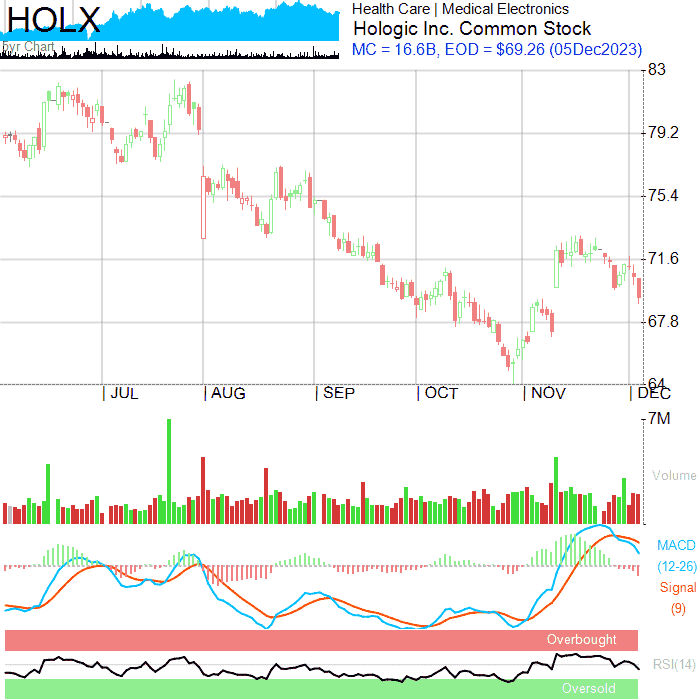 HOLX
5yr Chart
Health Care | Medical Electronics
Hologic Inc. Common Stock
MC = 16.6B, EOD = $69.26 (05Dec2023)
83
79.2
75.4
71.6
67.8
64
JUL
AUG
SEP
OCT
NOV
DEC
7M
Volume
MACD
(12-26)
Signal
(9)
Overbought
RSI(14)
Oversold